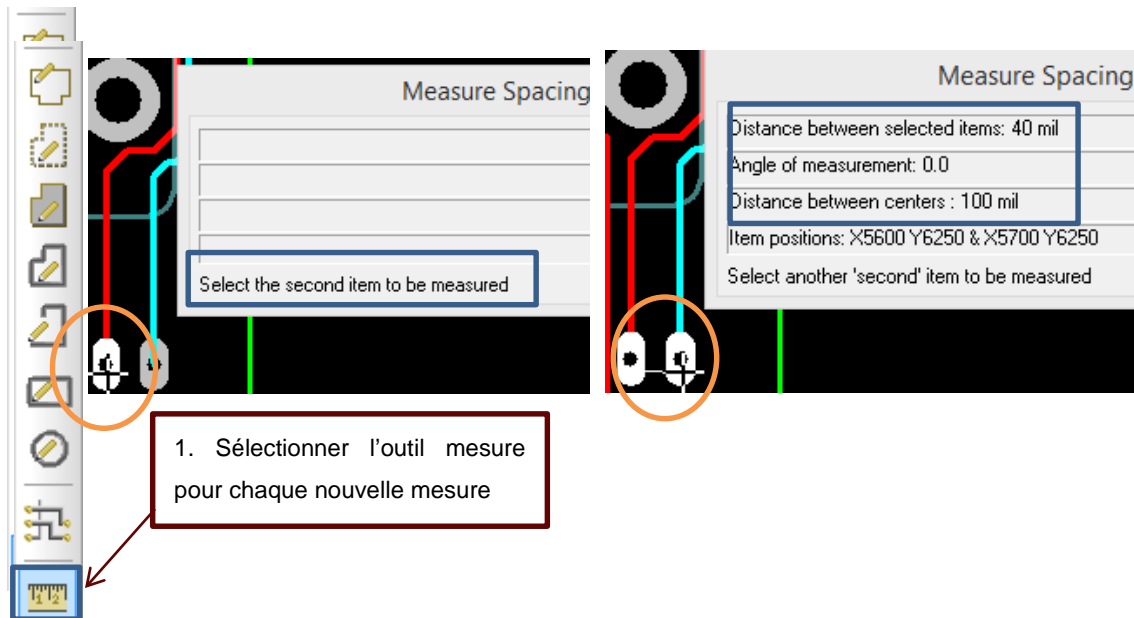 Measure Spacing
Select the second item to be measured
Measure Spacing
Distance between selected items: 40 mil
Angle of measurement: 0.0
Distance between centers : 100 mil
Item positions: X5600 Y6250 & X5700 Y6250
Select another 'second' item to be measured
1. Sélectionner l’outil mesure
pour chaque nouvelle mesure
1 2